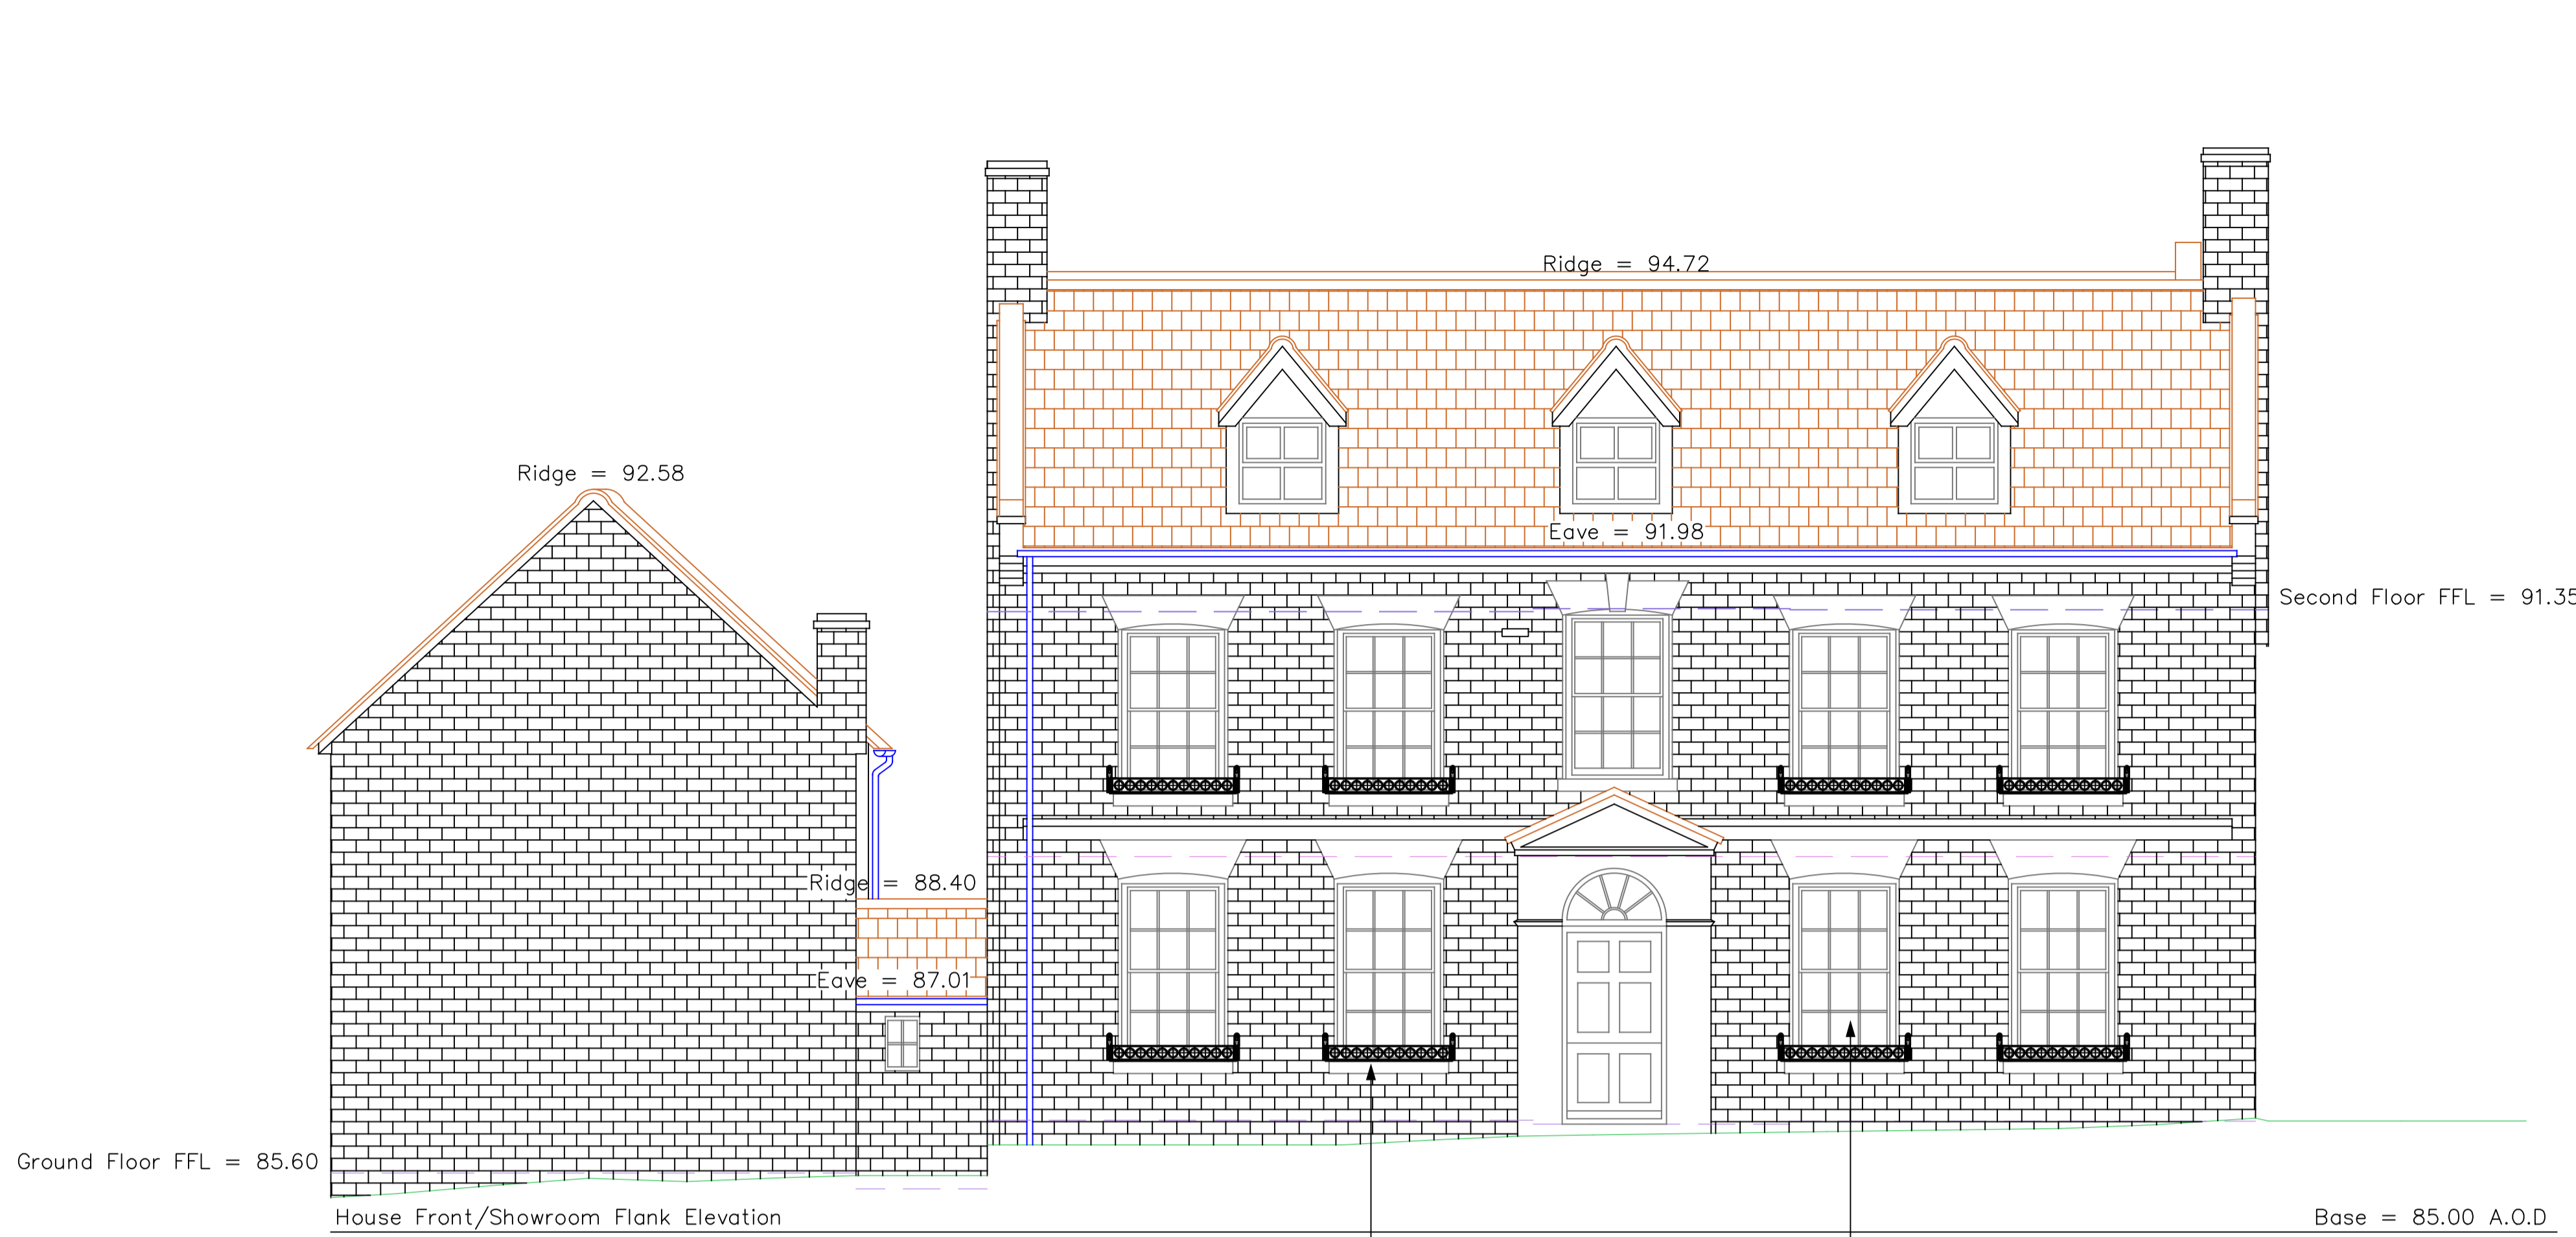 Ridge = 94.72
Ridge = 92.58
Eave = 91.98
Second Floor FFL = 91.35
Ridge = 88.40
Eave = 87.01
Ground Floor FFL = 85.60
House Front/Showroom Flank Elevation
Base = 85.00 A.O.D